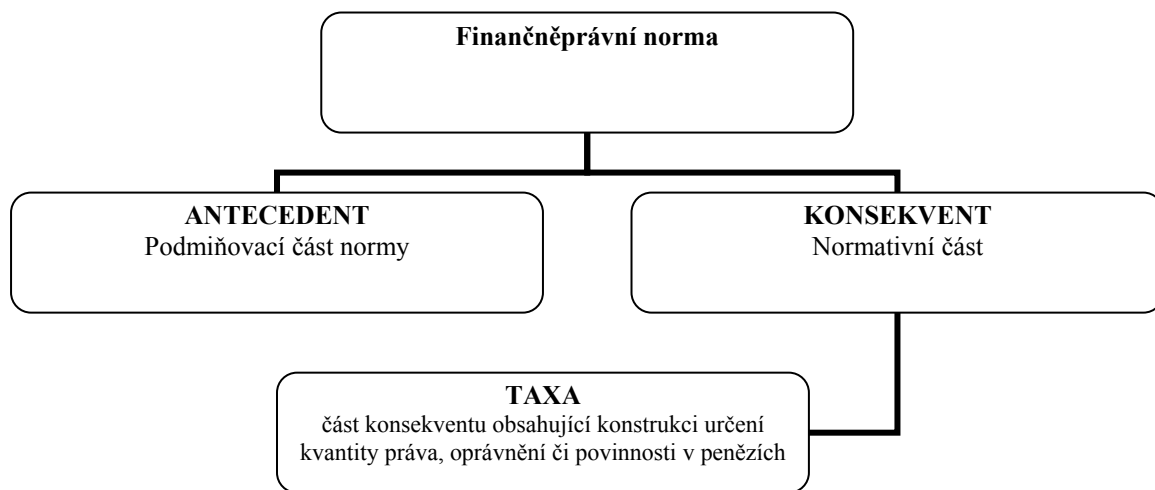 Finančněprávní norma
ANTECEDENT
Podmiňovací část normy
KONSEKVENT
Normativní část
TAXA
část konsekventu obsahující konstrukci určení
kvantity práva, oprávnění či povinnosti v penězích